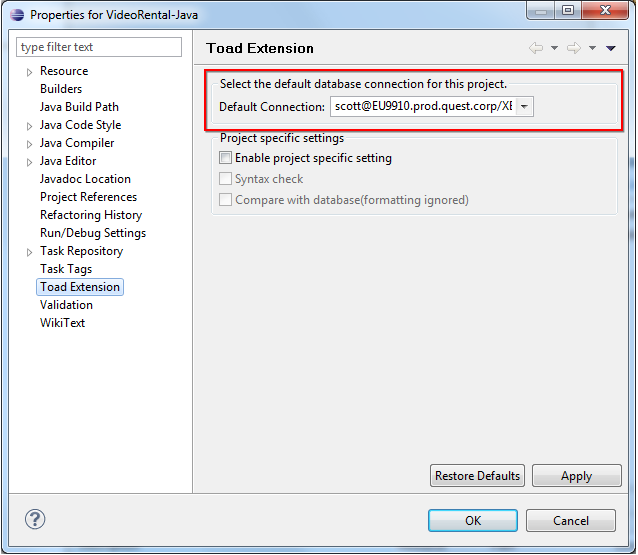 Properties for VideoRental-Java
type filter text
Resource
Builders
Java Build Path
Java Code Style
Java Compiler
Java Editor
Javadoc Location
Project References
Refactoring History
Run/Debug Settings
Task Repository
Task Tags
Toad Extension
Validation
WikiText
Toad Extension
Select the default database connection for this project.
Default Connection: scott@EU9910.prod.quest.corp/XE
Project specific settings
Enable project specific setting
Syntax check
Compare with database(formatting ignored)
Restore Defaults Apply
? OK Cancel